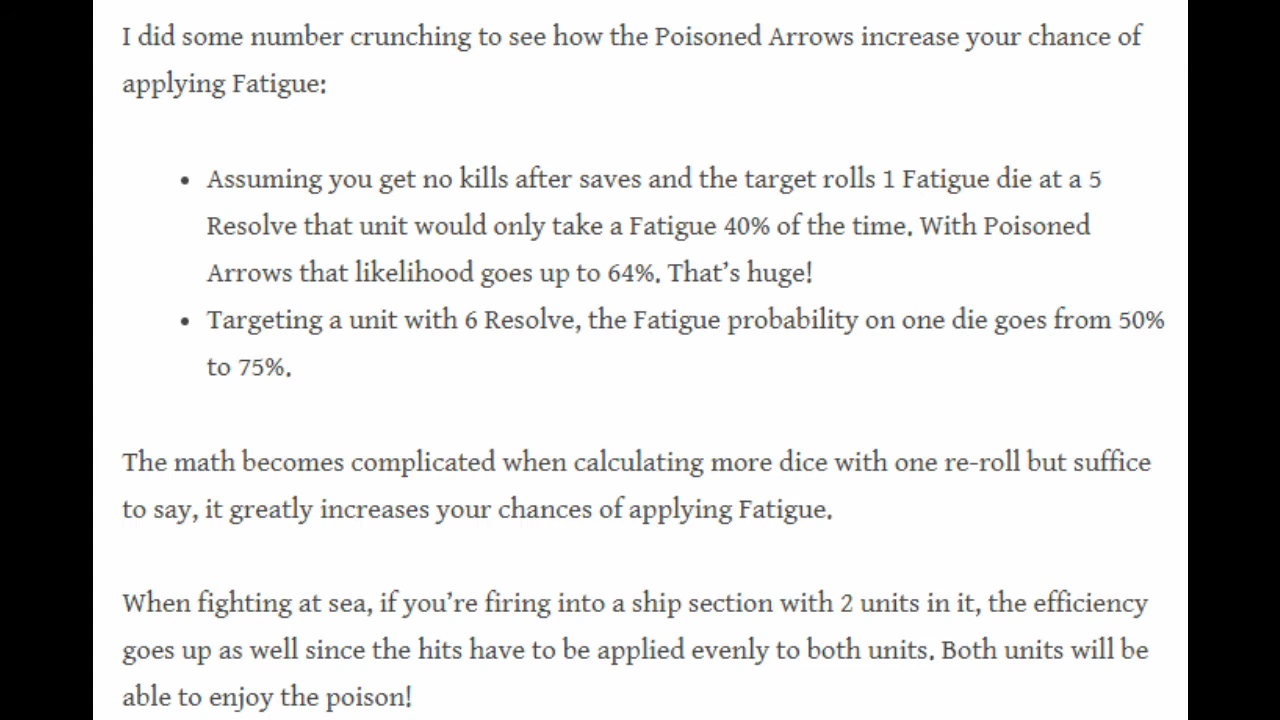 I did some number crunching to see how the Poisoned Arrows increase your chance of
applying Fatigue:
• Assuming you get no kills after saves and the target rolls 1 Fatigue die at a 5
Resolve that unit would only take a Fatigue 40% of the time. With Poisoned
Arrows that likelihood goes up to 64%. That’s huge!
• Targeting a unit with 6 Resolve, the Fatigue probability on one die goes from 50%
to 75%.
The math becomes complicated when calculating more dice with one re-roll but suffice
to say, it greatly increases your chances of applying Fatigue.
When fighting at sea, if you’re firing into a ship section with 2 units in it, the efficiency
goes up as well since the hits have to be applied evenly to both units. Both units will be
able to enjoy the poison!